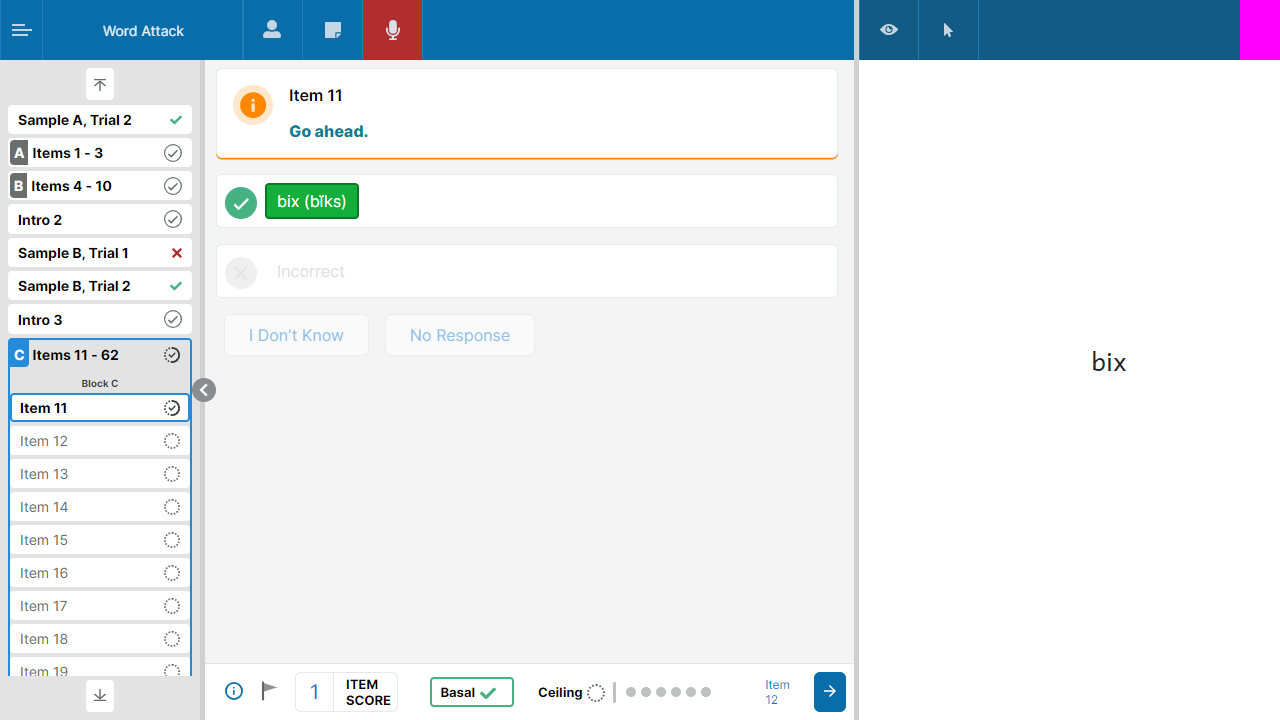 Word Attack
Sample A, Trial 2
A Items 1 - 3
B Items 4 - 10
Intro 2
Sample B, Trial 1
Sample B, Trial 2
Intro 3
C Items 11 - 62
Block C
Item 11
Item 12
Item 13
Item 14
Item 15
Item 16
Item 17
Item 18
Item 19
Item 11
Go ahead.
bix (bĭks)
Incorrect
I Don’t Know
No Response
1
ITEM
SCORE
Basal
Ceiling
Item
12
bix